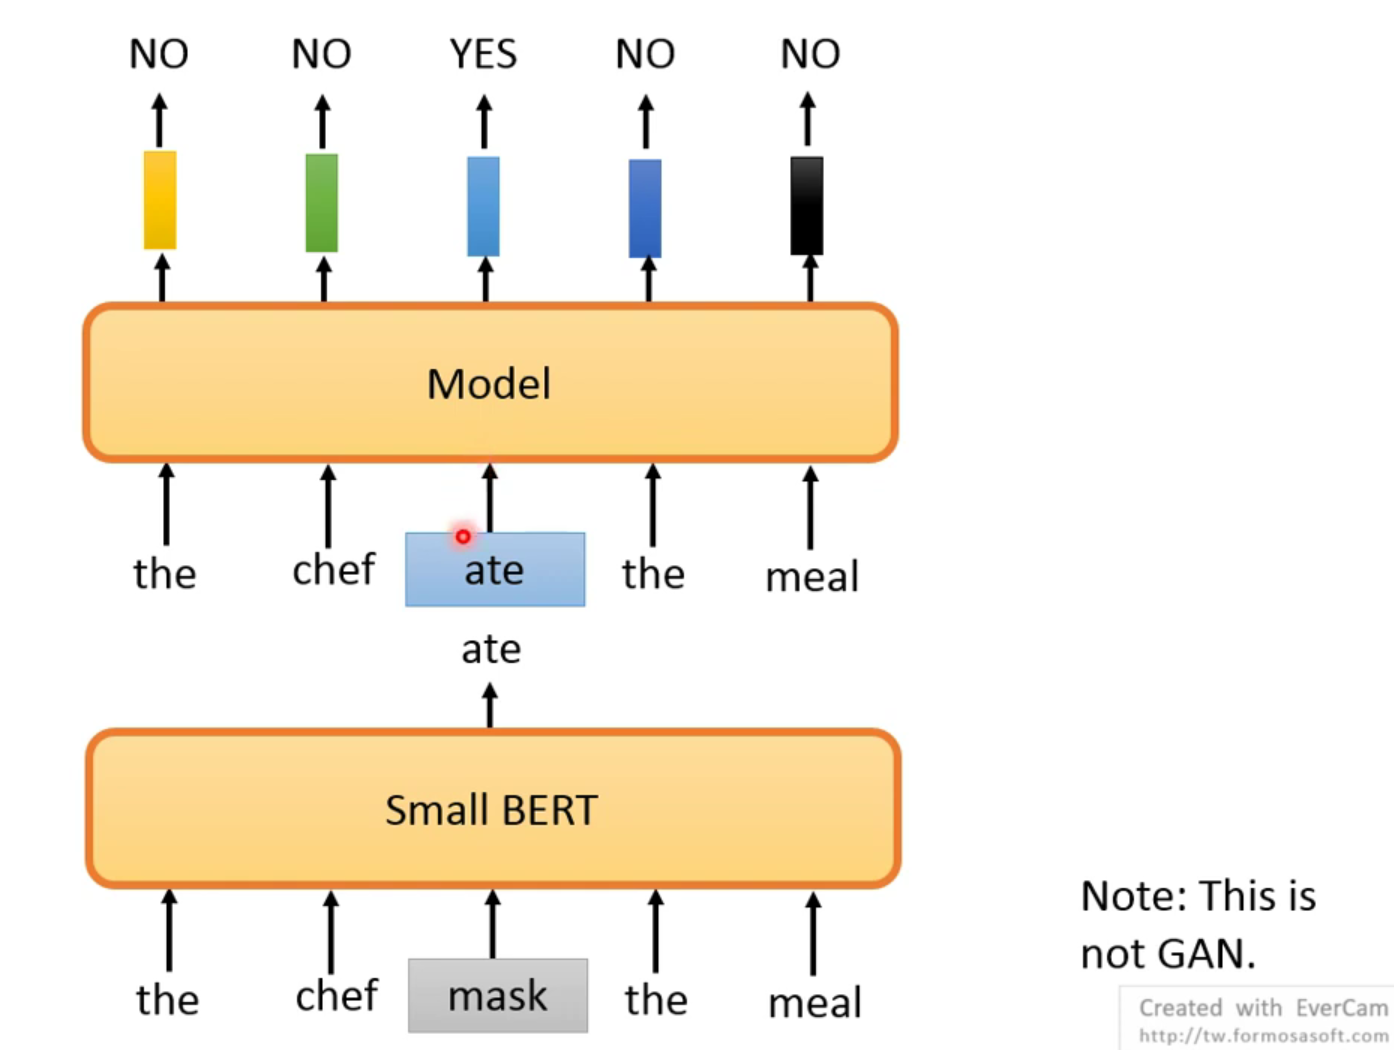 NO NO YES NO NO
Model
the chef ate the meal
ate
Small BERT
the chef mask the meal
Note: This is
not GAN.
Created with EverCam
http://tw.formosasoft.com